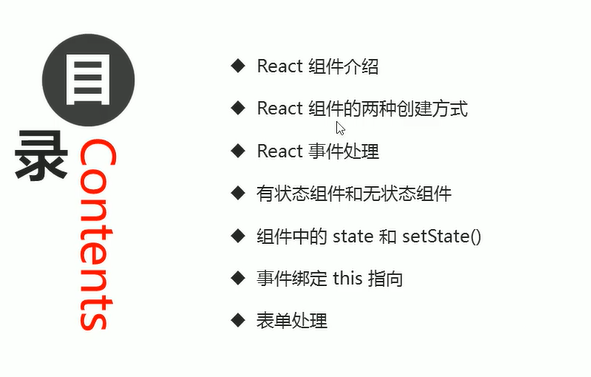 目录
Contents
◆ React 组件介绍
◆ React 组件的两种创建方式
◆ React 事件处理
◆ 有状态组件和无状态组件
◆ 组件中的 state 和 setState()
◆ 事件绑定 this 指向
◆ 表单处理